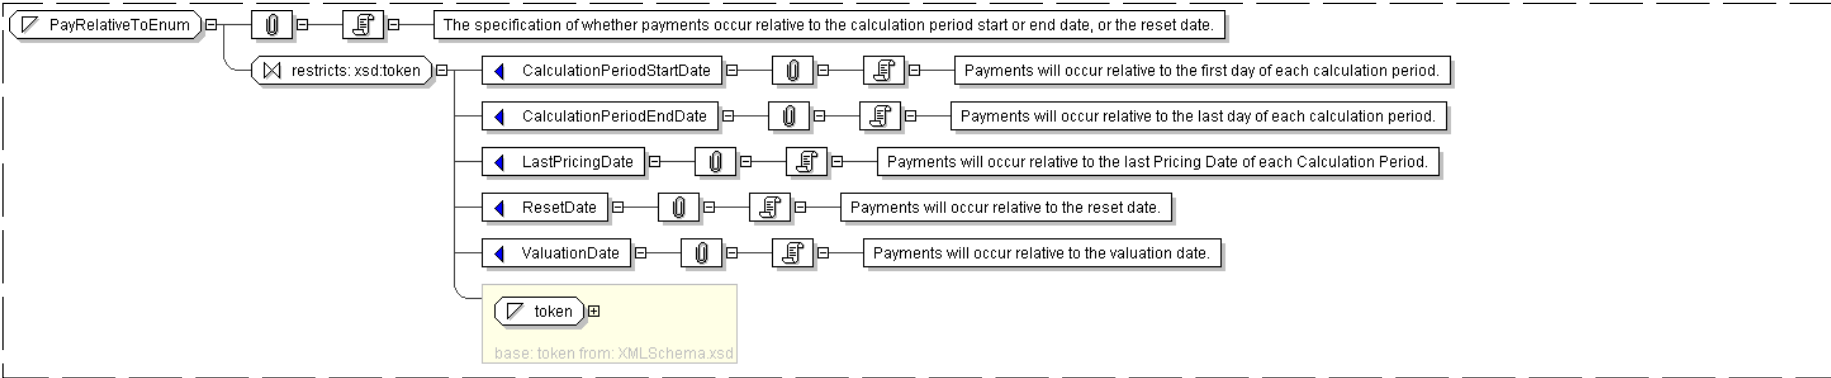 PayRelativeToEnum The specification of whether payments occur relative to the calculation period start or end date, or the reset date.
restricts: xsd:token CalculationPeriodStartDate Payments will occur relative to the first day of each calculation period.
CalculationPeriodEndDate Payments will occur relative to the last day of each calculation period.
LastPricingDate Payments will occur relative to the last Pricing Date of each Calculation Period.
ResetDate Payments will occur relative to the reset date.
ValuationDate Payments will occur relative to the valuation date.
token
base: token from: XMLSchema.xsd